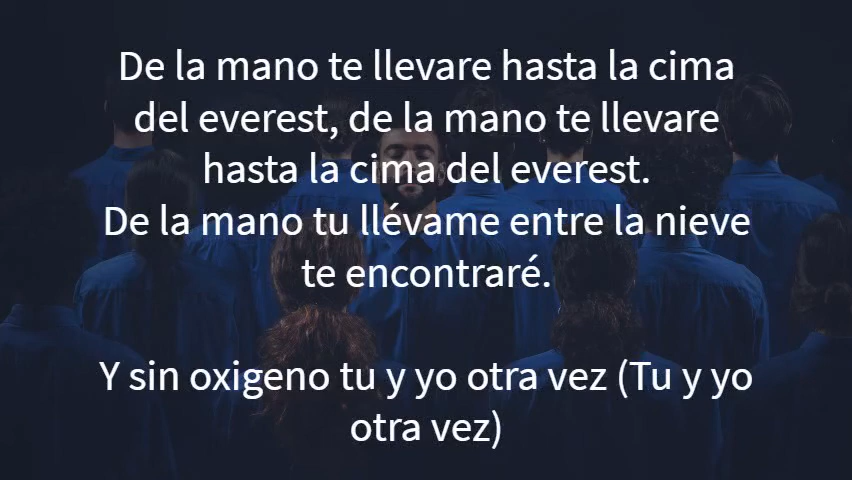 De la mano te llevare hasta la cima
del everest, de la mano te llevare
hasta la cima del everest.
De la mano tu llévame entre la nieve
te encontraré.
Y sin oxigeno tu y yo otra vez (Tu y yo
otra vez)